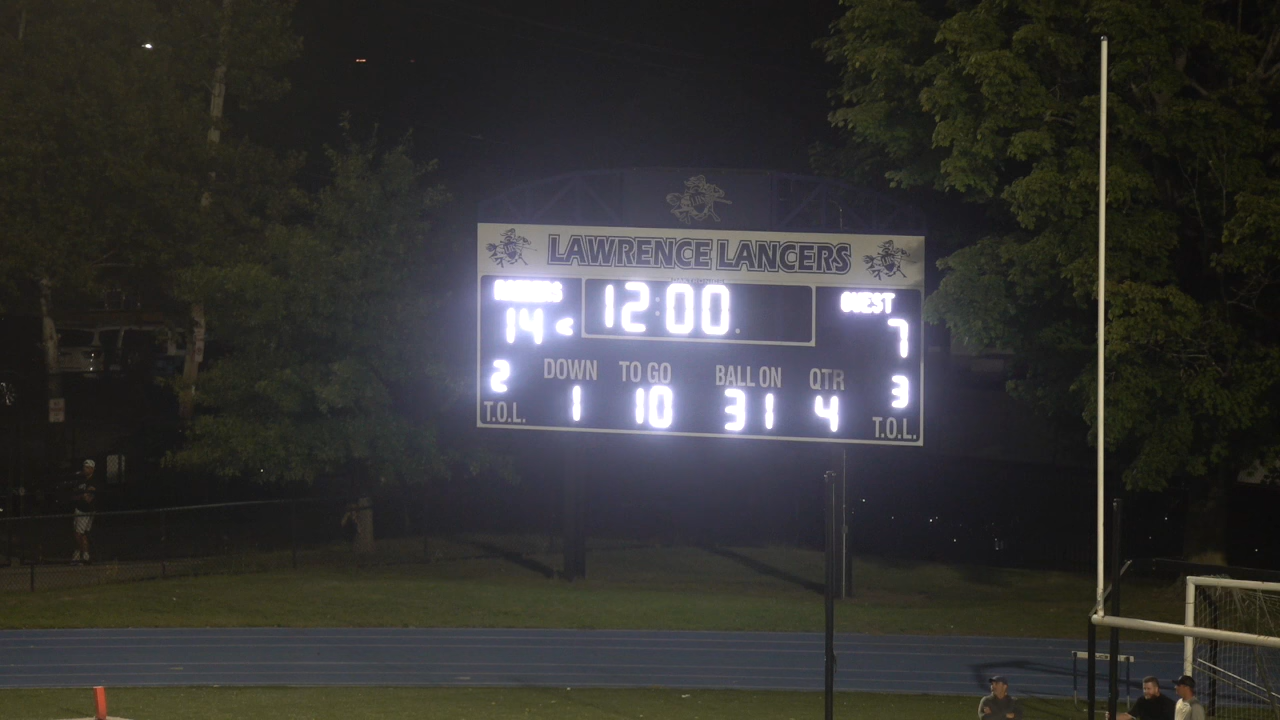 LAWRENCE LANCERS
12:00
GUEST
14 <
7
DOWN TO GO BALL ON QTR
2 1 10 31 4 3
T.O.L. T.O.L.